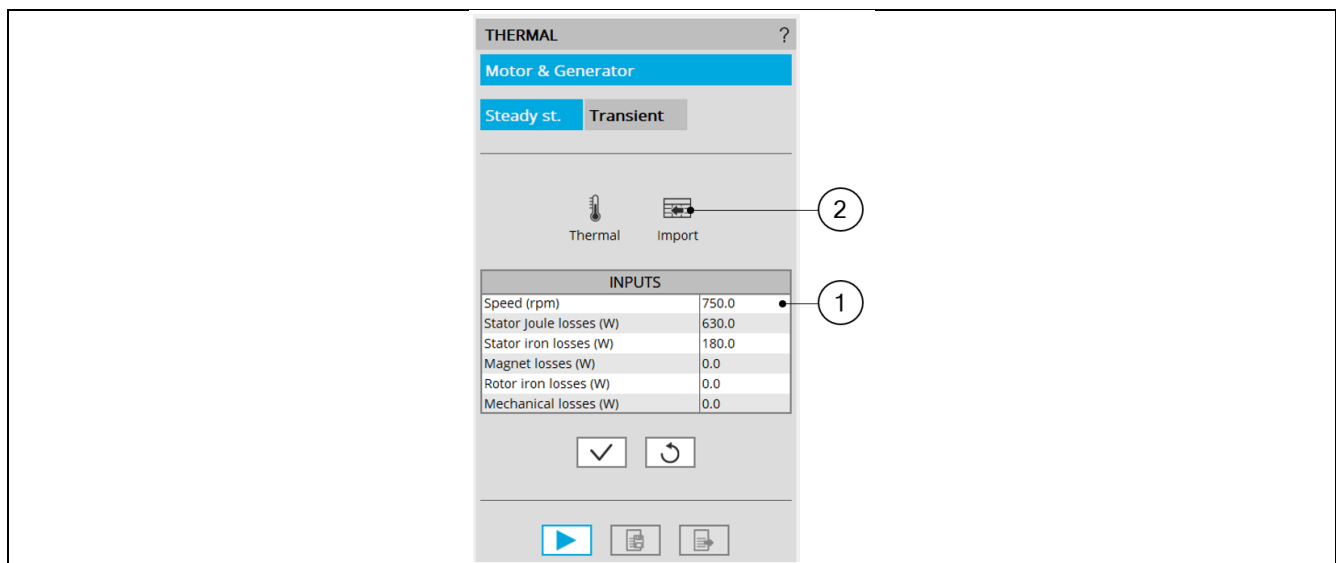 THERMAL ?
Motor & Generator
Steady st. Transient
2
Thermal Import
INPUTS
Speed (rpm) 750.0 1
Stator Joule losses (W) 630.0
Stator iron losses (W) 180.0
Magnet losses (W) 0.0
Rotor iron losses (W) 0.0
Mechanical losses (W) 0.0